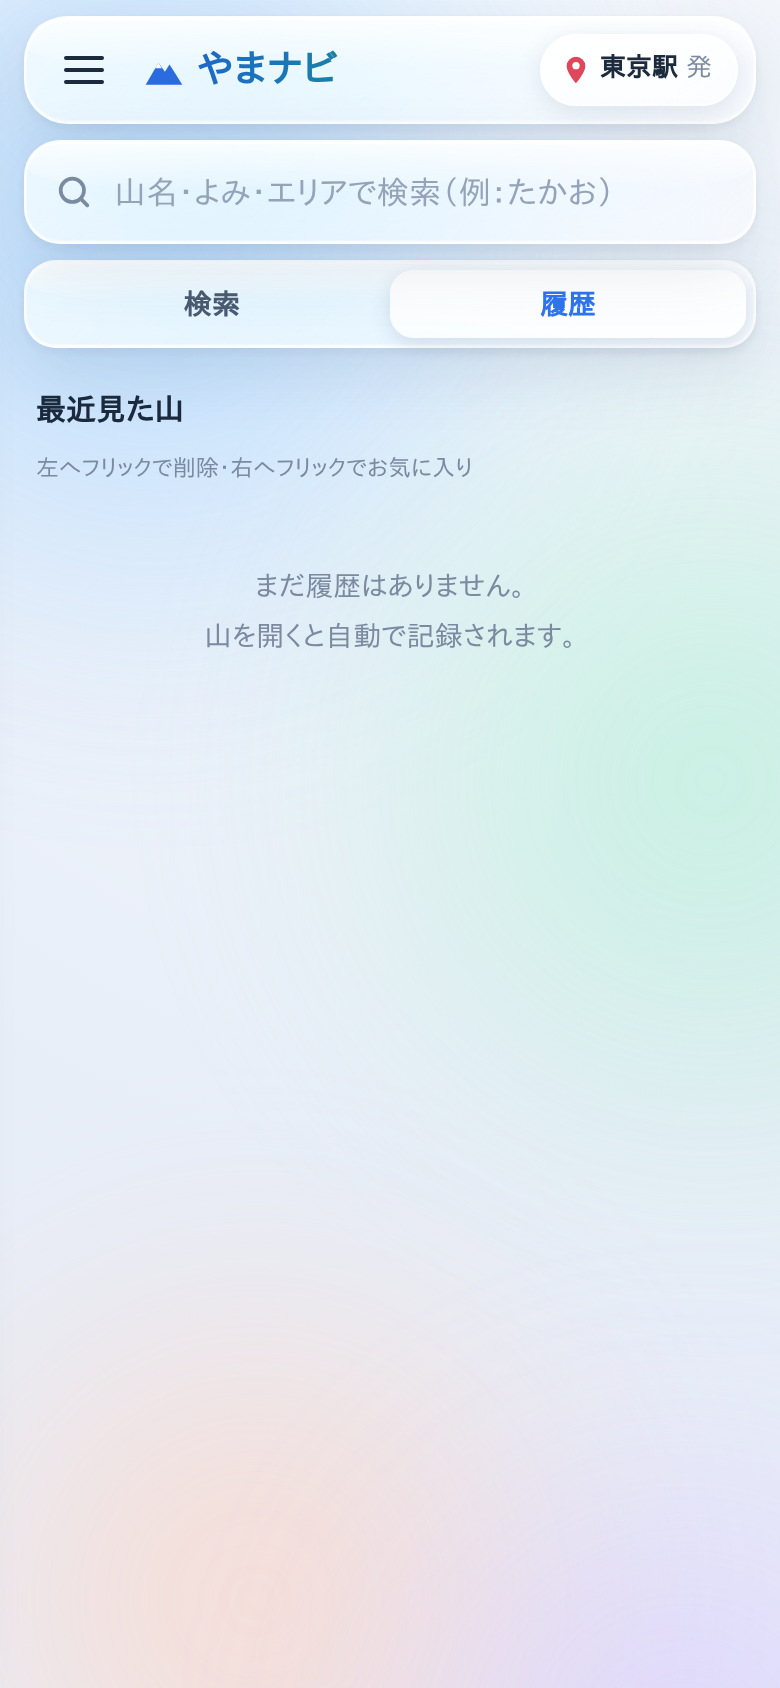 やまナビ
東京駅 発
山名・よみ・エリアで検索（例：たかお）
検索
履歴
最近見た山
左へフリックで削除・右へフリックでお気に入り
まだ履歴はありません。
山を開くと自動で記録されます。